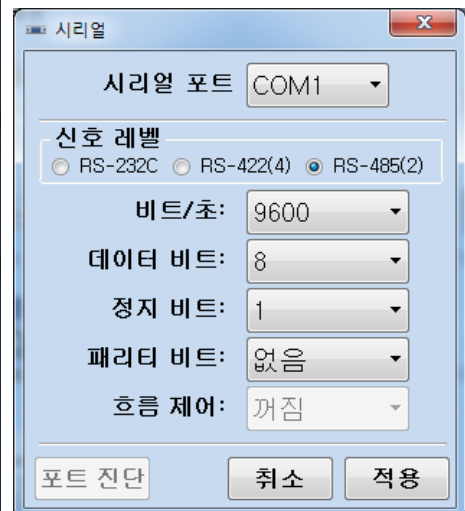 시리얼
시리얼 포트 COM1
신호 레벨
RS-232C RS-422(4) RS-485(2)
비트/초: 9600
데이터 비트: 8
정지 비트: 1
패리티 비트: 없음
흐름 제어: 꺼짐
포트 진단 취소 적용